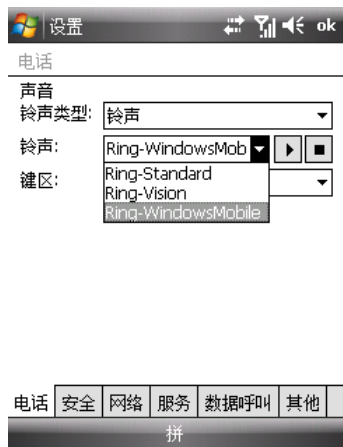 设置 ok
电话
声音
铃声类型: 铃声
铃声: Ring-WindowsMob
键区:
Ring-Standard
Ring-Vision
Ring-WindowsMobile
电话 安全 网络 服务 数据呼叫 其他
拼